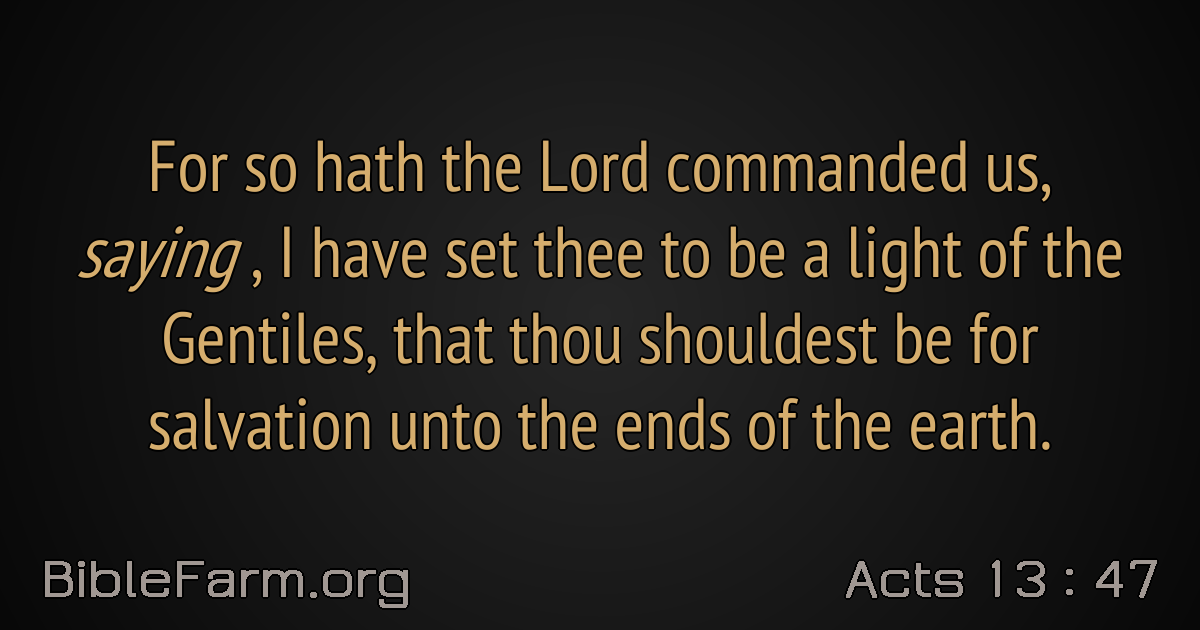 For so hath the Lord commanded us,
saying , I have set thee to be a light of the
Gentiles, that thou shouldest be for
salvation unto the ends of the earth.
BibleFarm.org
Acts 13 : 47